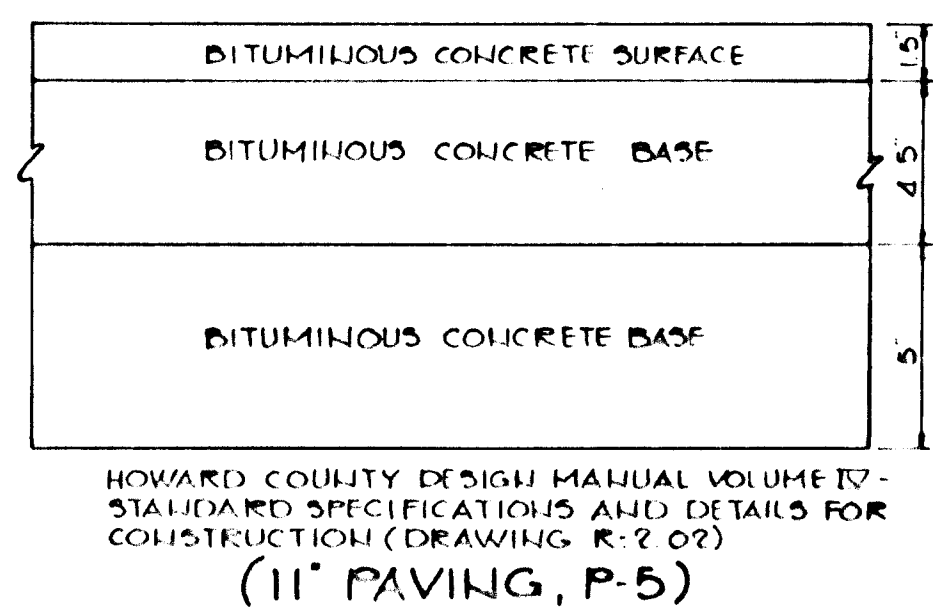 BITUMINOUS CONCRETE SURFACE
1.5"
BITUMINOUS CONCRETE BASE
4.5"
BITUMINOUS CONCRETE BASE
5"
HOWARD COUNTY DESIGN MANUAL VOLUME IV -
STANDARD SPECIFICATIONS AND DETAILS FOR
CONSTRUCTION (DRAWING R-2.02)
(11" PAVING, P-5)